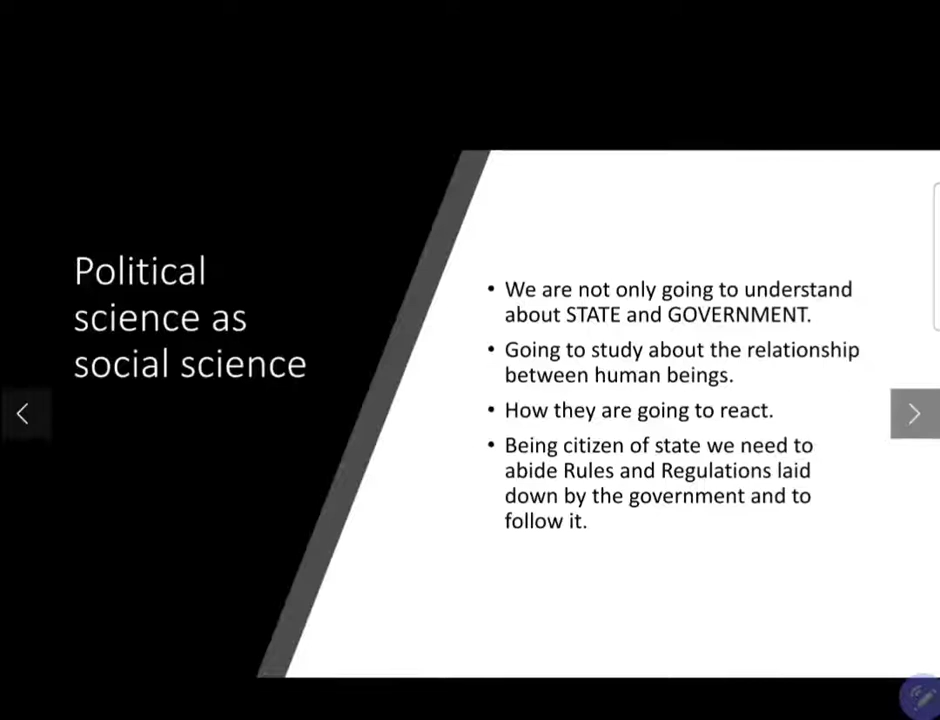 Political
science as
social science
• We are not only going to understand
about STATE and GOVERNMENT.
• Going to study about the relationship
between human beings.
• How they are going to react.
• Being citizen of state we need to
abide Rules and Regulations laid
down by the government and to
follow it.